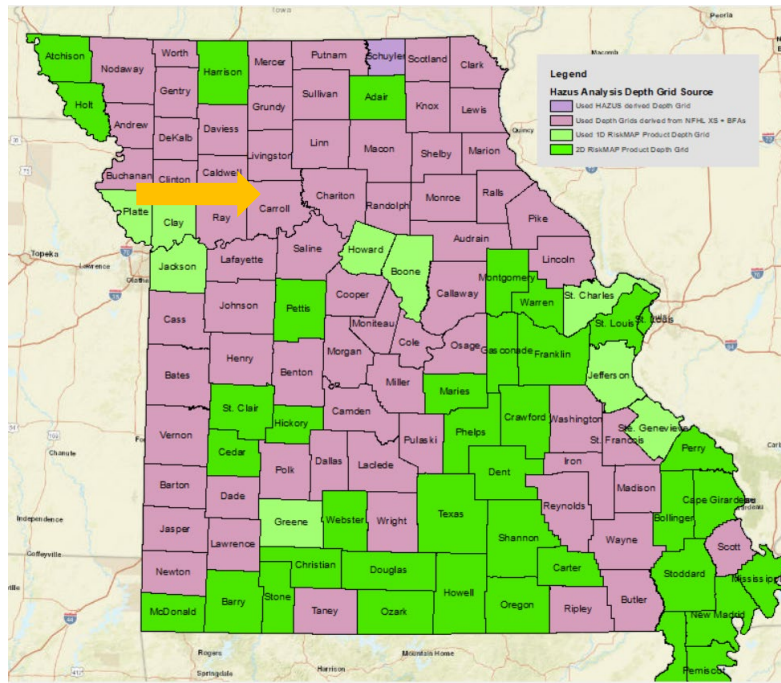 Iowa
Peoria
Worth
Putnam
Schuyler
Atchison
Mercer
Scotland
Nodaway
Harrison
Clark
Macomb
Gentry
Sullivan
Adair
Grundy
Knox
Lewis
Holt
Andrew
DeKalb
Daviess
Quincy
Linn
Macon
Shelby
Marion
Livingston
Buchanan
Clinton
Caldwell
Chariton
Monroe
Ralls
Randolph
Carroll
Pike
Platte
Clay
Ray
Audrain
Saline
Howard
Boone
Lincoln
Topeka
Lawrence
Jackson
Lafayette
Olathe
Montgomery
Callaway
Warren
St. Charles
Cooper
Johnson
Pettis
Cass
Moniteau
St. Louis
St. Louis
Cole
Osage
Gasconade
Franklin
Henry
Morgan
Bates
Benton
Miller
Jefferson
Maries
St. Clair
Camden
Crawford
Washington
Hickory
Phelps
Ste. Genevieve
Vernon
Pulaski
St. Francis
Cedar
Perry
Chanute
Dallas
Laclede
Dent
Iron
Polk
Barton
Madison
Dade
Cape Girardeau
Reynolds
Texas
Bollinger
Greene
Webster
Wright
Independence
Jasper
Shannon
Wayne
Scott
Lawrence
Coffeyville
Carter
Stoddard
Newton
Christian
Douglas
Mississippi
Howell
Butler
McDonald
Barry
Stone
Oregon
Ripley
New Madrid
Taney
Ozark
Rogers
Mountain Home
Harrison
Springdale
Pemiscot
Legend
Hazus Analysis Depth Grid Source
Used HAZUS derived Depth Grid
Used Depth Grids derived from NFHL XS + BFAs
Used 1D RiskMAP Product Depth Grid
2D RiskMAP Product Depth Grid